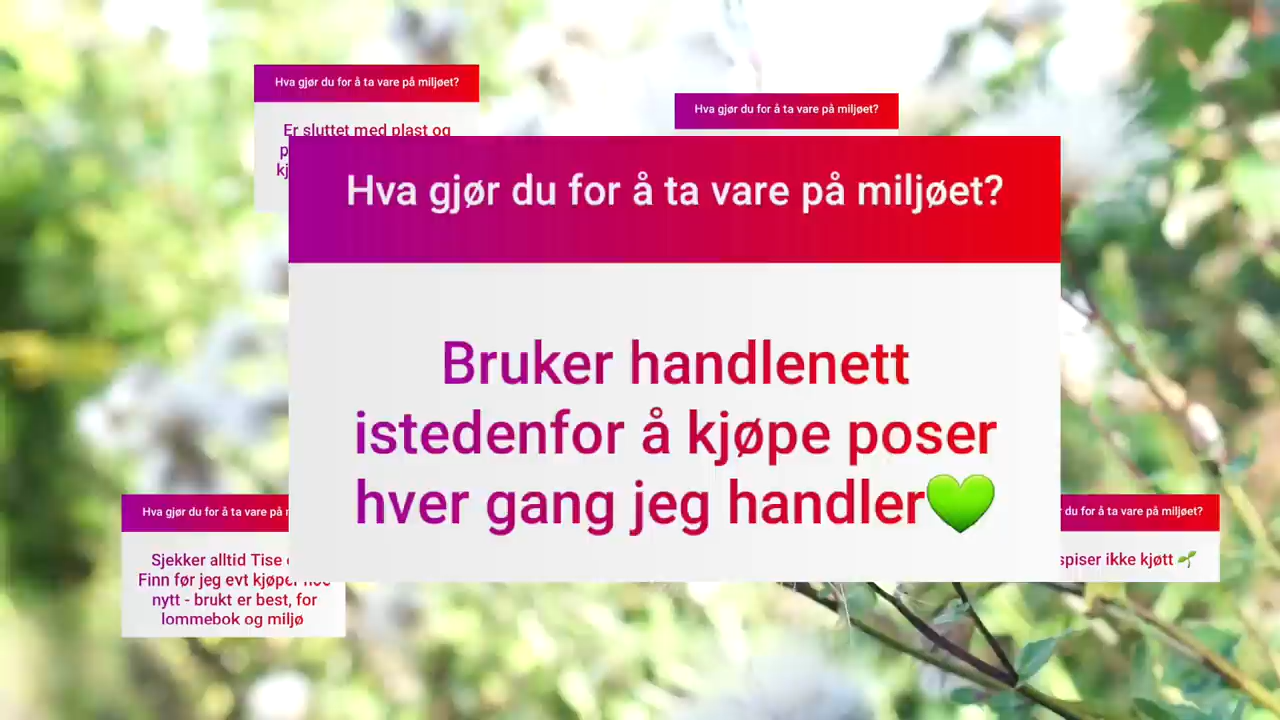 Hva gjør du for å ta vare på miljøet?
Er sluttet med plast og
Hva gjør du for å ta vare på miljøet?
Hva gjør du for å ta vare på miljøet?
Bruker handlenett
istedenfor å kjøpe poser
hver gang jeg handler💚
Hva gjør du for å ta vare på
Sjekker alltid Tise
Finn før jeg evt kjøper noe
nytt - brukt er best, for
lommebok og miljø
du for å ta vare på miljøet?
spiser ikke kjøtt 🌱